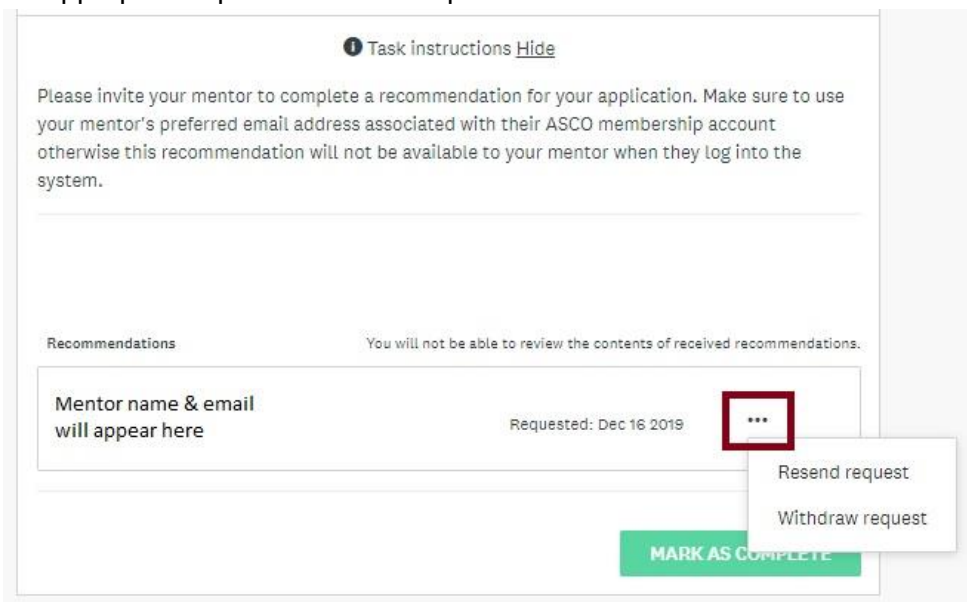 Task instructions Hide
Please invite your mentor to complete a recommendation for your application. Make sure to use
your mentor's preferred email address associated with their ASCO membership account
otherwise this recommendation will not be available to your mentor when they log into the
system.
Recommendations You will not be able to review the contents of received recommendations.
Mentor name & email
will appear here
Requested: Dec 16 2019 •••
Resend request
Withdraw request
MARK AS COMPLETE